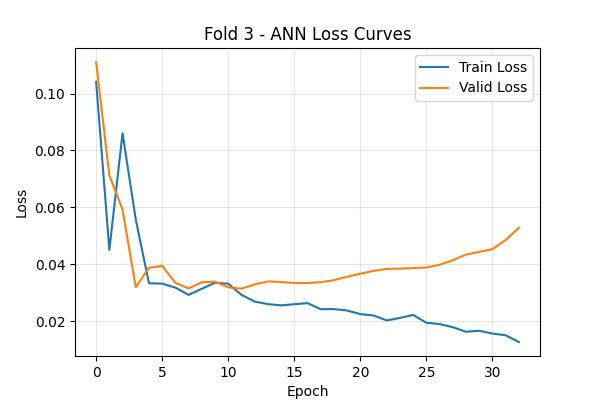 Fold 3 - ANN Loss Curves
Train Loss
Valid Loss
Loss
0.10
0.08
0.06
0.04
0.02
0 5 10 15 20 25 30
Epoch